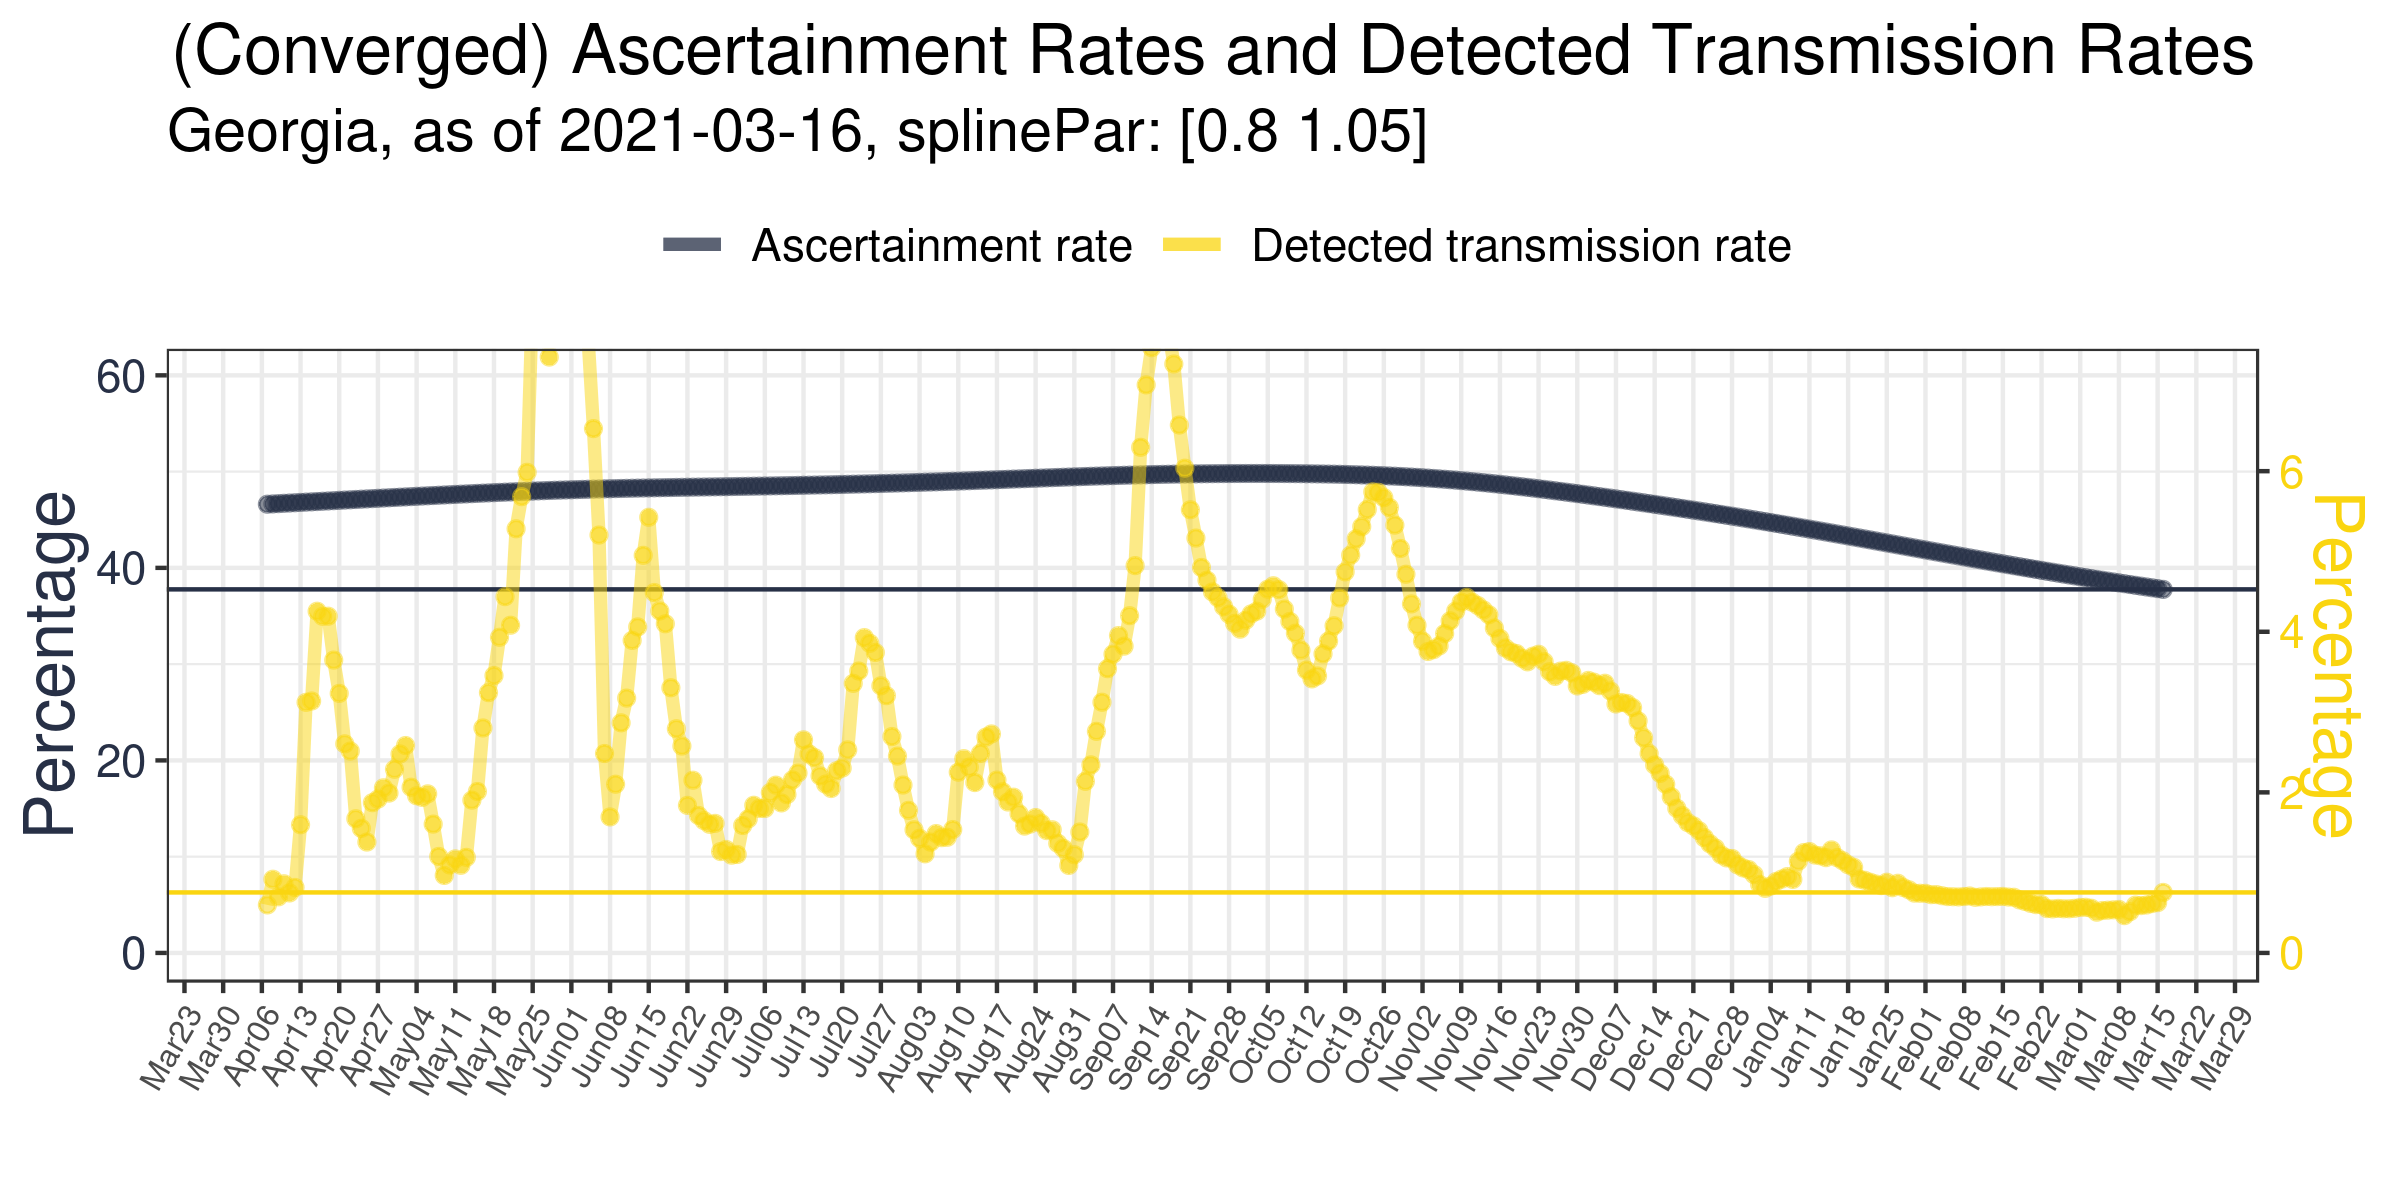 (Converged) Ascertainment Rates and Detected Transmission Rates
Georgia, as of 2021-03-16, splinePar: [0.8 1.05]
Ascertainment rate Detected transmission rate
Percentage
60
40
20
0
6
4
2
0
Percentage
Mar23 Mar30 Apr06 Apr13 Apr20 Apr27 May04 May11 May18 May25 Jun01 Jun08 Jun15 Jun22 Jun29 Jul06 Jul13 Jul20 Jul27 Aug03 Aug10 Aug17 Aug24 Aug31 Sep07 Sep14 Sep21 Sep28 Oct05 Oct12 Oct19 Oct26 Nov02 Nov09 Nov16 Nov23 Nov30 Dec07 Dec14 Dec21 Dec28 Jan04 Jan11 Jan18 Jan25 Feb01 Feb08 Feb15 Feb22 Mar01 Mar08 Mar15 Mar22 Mar29